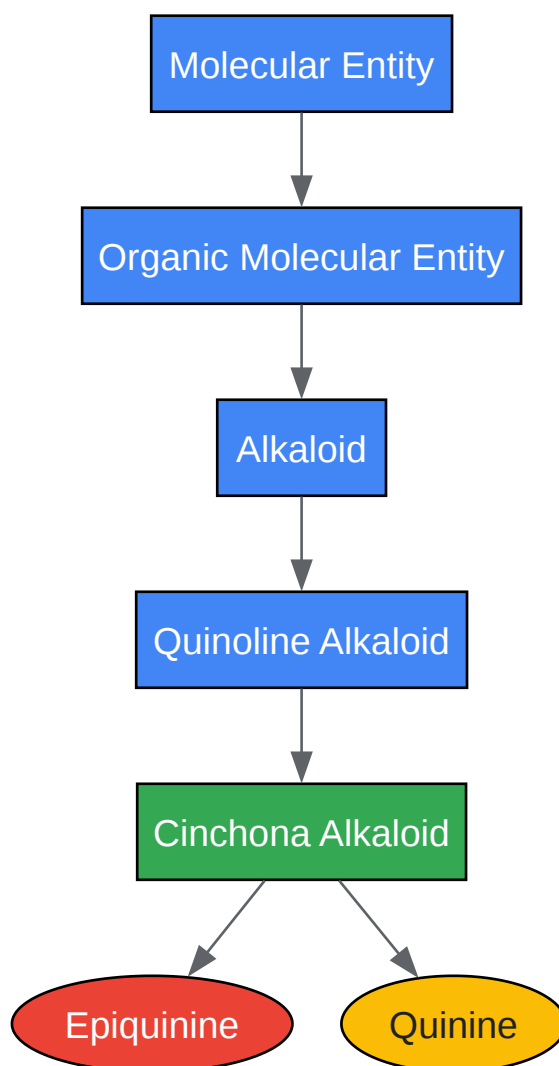 Molecular Entity
Organic Molecular Entity
Alkaloid
Quinoline Alkaloid
Cinchona Alkaloid
Epiquinine
Quinine